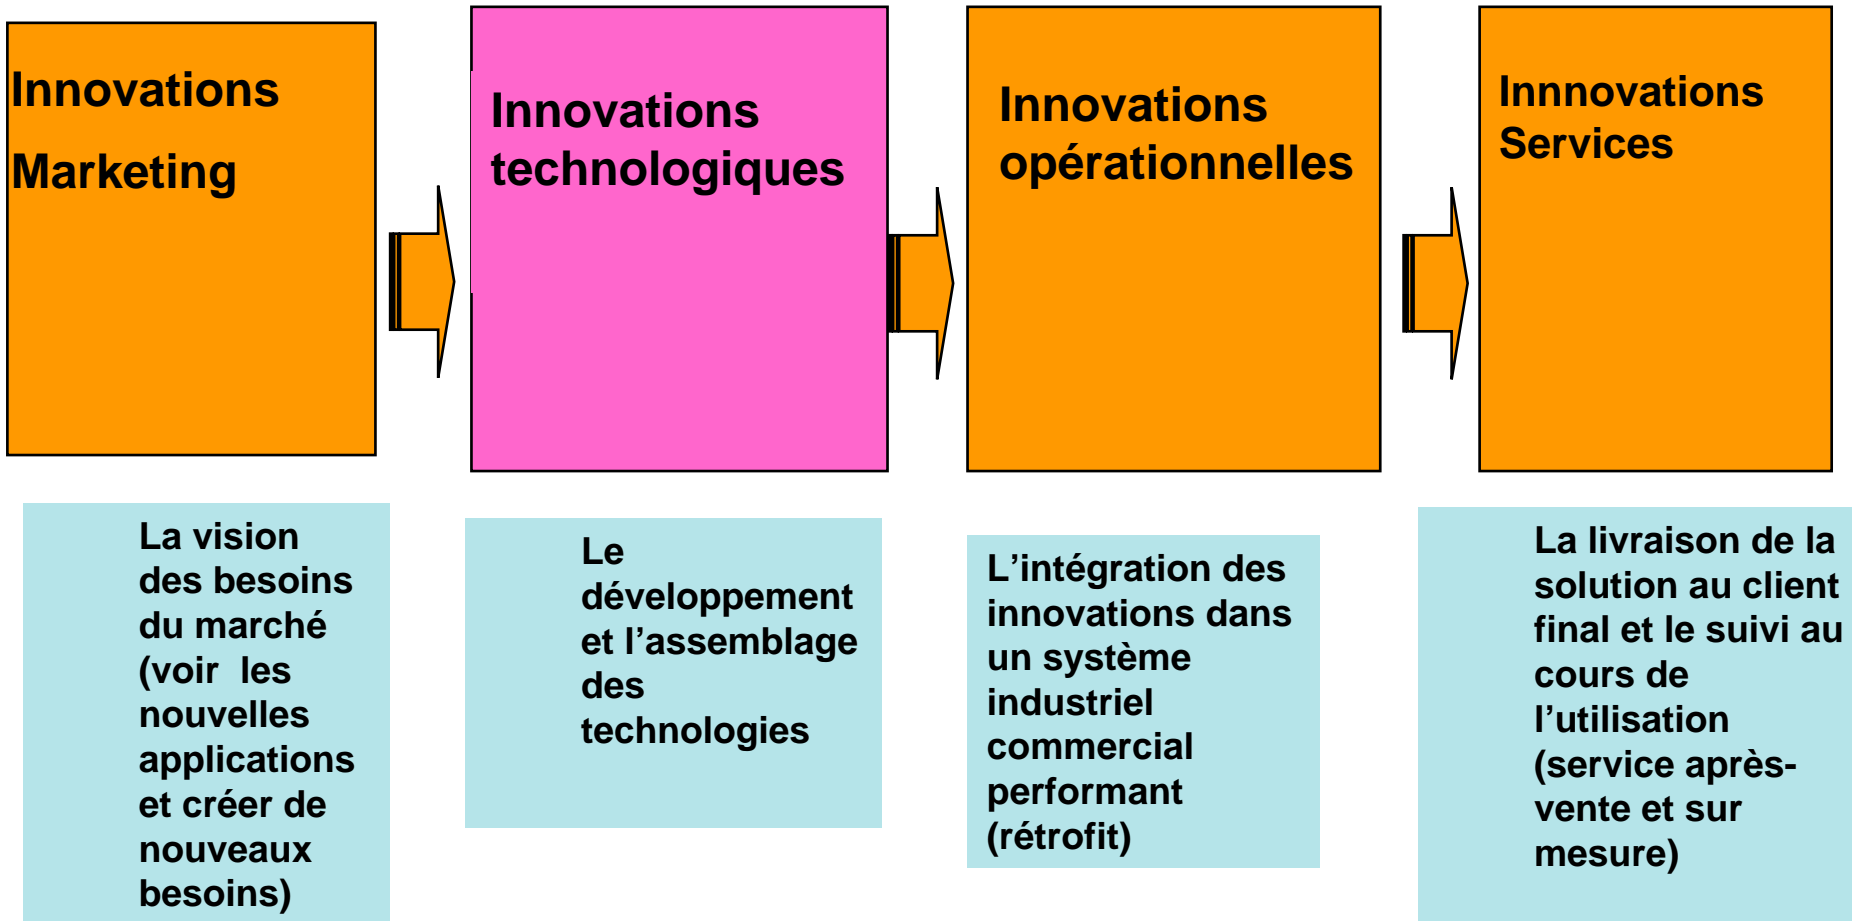 Innovations
Marketing
Innovations
technologiques
Innovations
opérationnelles
Innnovations
Services
La vision
des besoins
du marché
(voir les
nouvelles
applications
et créer de
nouveaux
besoins)
Le
développement
et l’assemblage
des
technologies
L’intégration des
innovations dans
un système
industriel
commercial
performant
(rétrofit)
La livraison de la
solution au client
final et le suivi au
cours de
l’utilisation
(service après-
vente et sur
mesure)